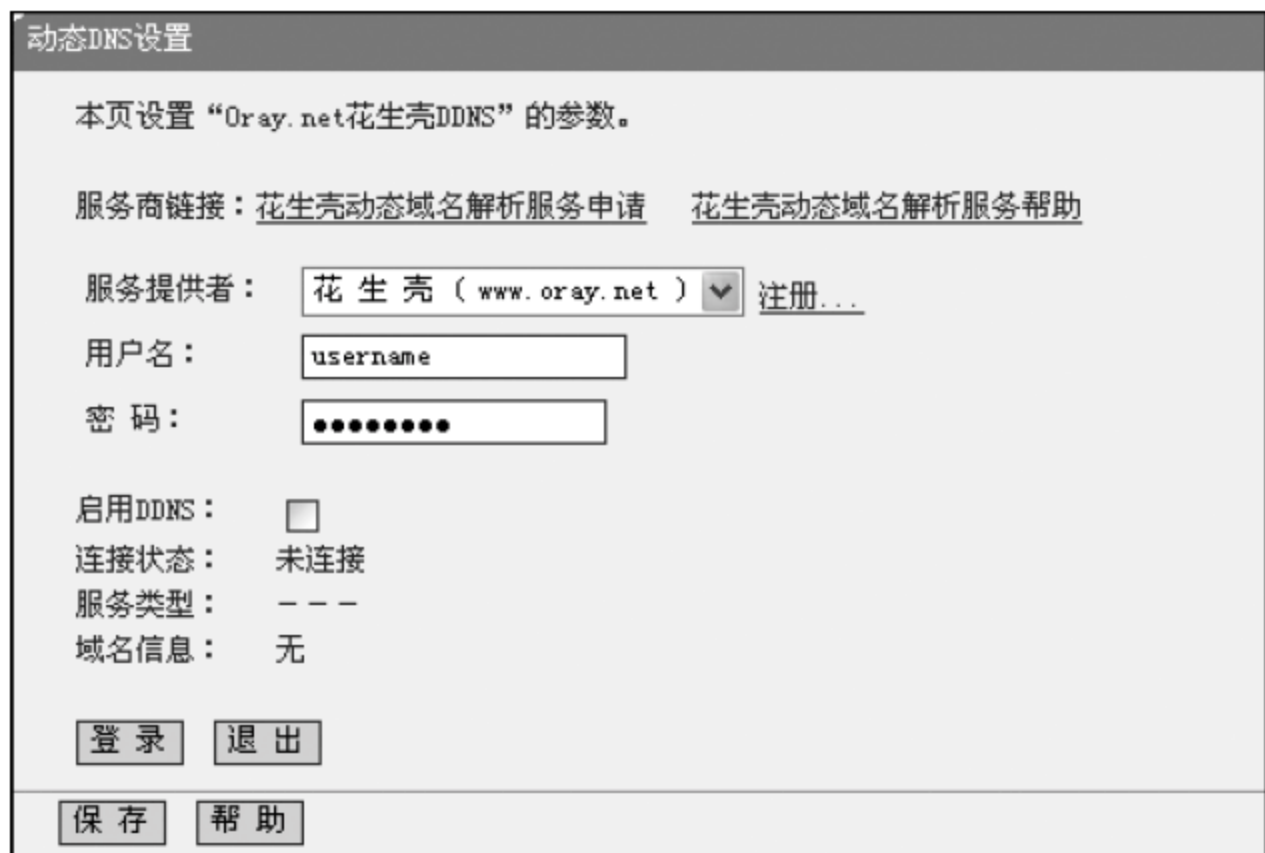 动态DNS设置
本页设置“Oray.net花生壳DDNS”的参数。
服务商链接：花生壳动态域名解析服务申请 花生壳动态域名解析服务帮助
服务提供者： 花 生 壳 ( www.oray.net ) 注册...
用户名： username
密 码： ●●●●●●●●
启用DDNS：
连接状态： 未连接
服务类型： ---
域名信息： 无
登 录 退 出
保 存 帮 助